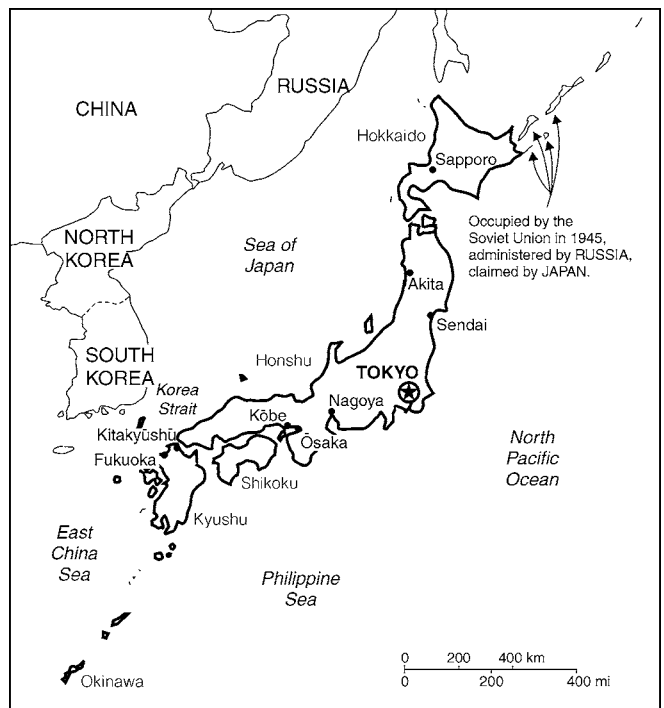 RUSSIA
CHINA
Hokkaido
Sapporo
Occupied by the
Soviet Union in 1945,
administered by RUSSIA,
claimed by JAPAN.
NORTH
KOREA
Sea of
Japan
Akita
Sendai
SOUTH
KOREA
Honshu
TOKYO
Korea
Strait
Nagoya
Kōbe
Kitakyūshū
Ōsaka
Fukuoka
Shikoku
North
Pacific
Ocean
Kyushu
East
China
Sea
Philippine
Sea
Okinawa
0 200 400 km
0 200 400 mi